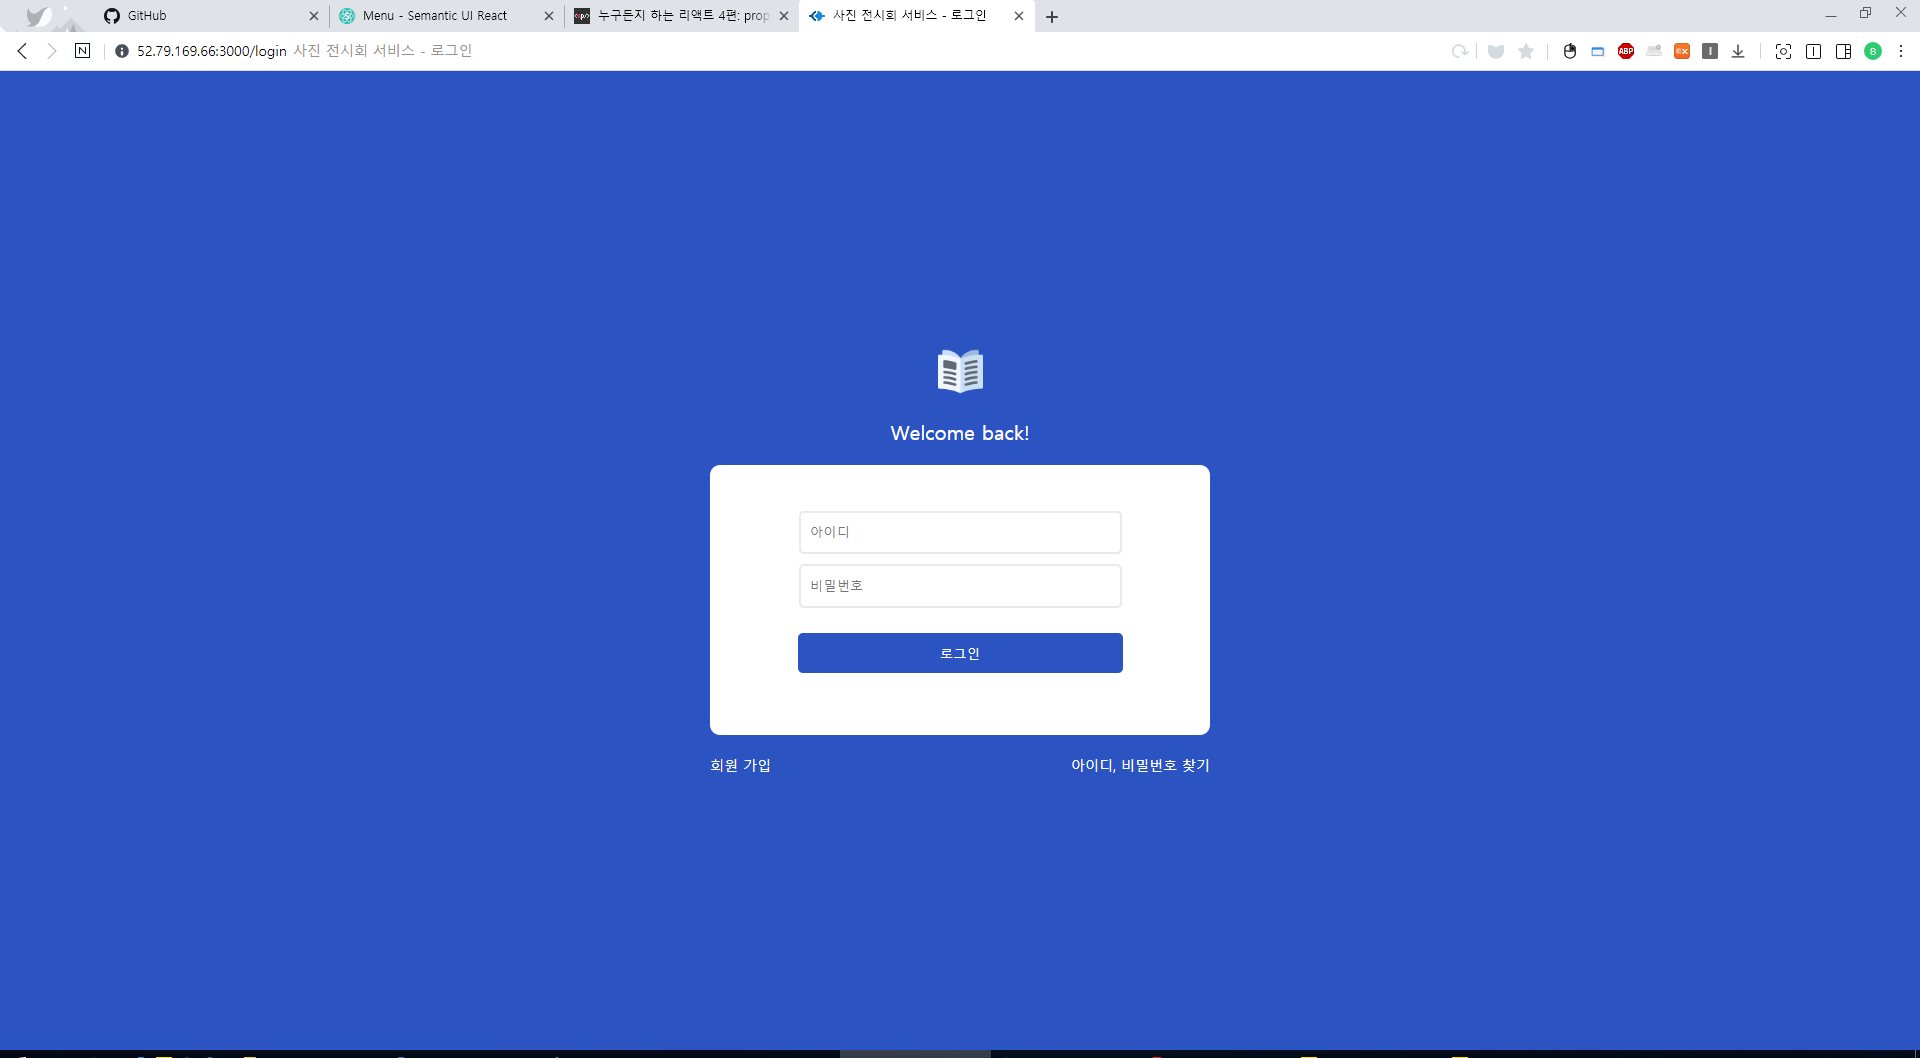 GitHub
Menu - Semantic UI React
누구든지 하는 리액트 4편: prop
사진 전시회 서비스 - 로그인
N
52.79.169.66:3000/login 사진 전시회 서비스 - 로그인
ABP
8
Welcome back!
아이디
비밀번호
로그인
회원 가입
아이디, 비밀번호 찾기